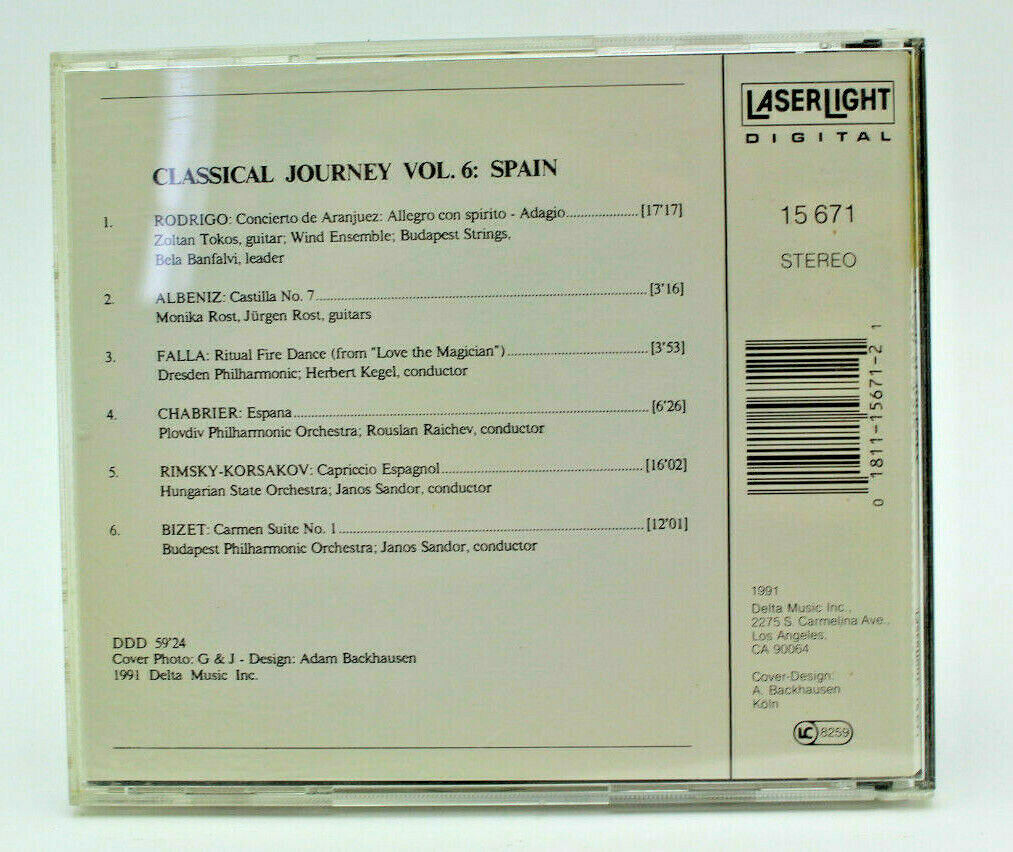 CLASSICAL JOURNEY VOL. 6: SPAIN
1. RODRIGO: Concierto de Aranjuez: Allegro con spirito - Adagio [17'17]
Zoltan Tokos, guitar; Wind Ensemble; Budapest Strings,
Bela Banfalvi, leader
2. ALBENIZ: Castilla No. 7 [3'16]
Monika Rost, Jürgen Rost, guitars
3. FALLA: Ritual Fire Dance (from "Love the Magician") [3'53]
Dresden Philharmonic; Herbert Kegel, conductor
4. CHABRIER: Espana [6'26]
Plovdiv Philharmonic Orchestra; Rouslan Raichev, conductor
5. RIMSKY-KORSAKOV: Capriccio Espagnol [16'02]
Hungarian State Orchestra; Janos Sandor, conductor
6. BIZET: Carmen Suite No. 1 [12'01]
Budapest Philharmonic Orchestra; Janos Sandor, conductor
DDD 59'24
Cover Photo: G & J - Design: Adam Backhausen
1991 Delta Music Inc.
LASERLIGHT
DIGITAL
15 671
STEREO
0 1811-15671-2 1
1991
Delta Music Inc.,
2275 S. Carmelina Ave.,
Los Angeles,
CA 90064
Cover-Design:
A. Backhausen
Köln
LC 8259